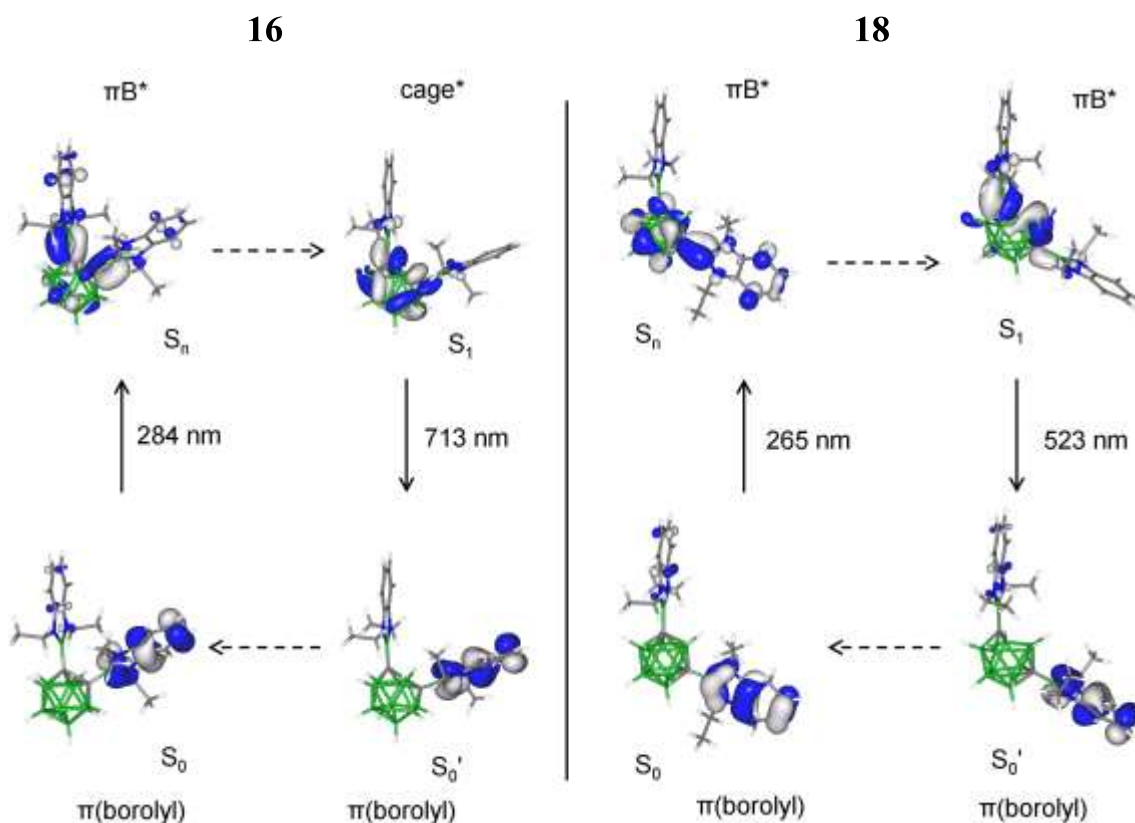 16
18
πB*
cage*
πB*
πB*
Sn
S1
Sn
S1
284 nm
713 nm
265 nm
523 nm
S0
S0'
S0
S0'
π(borolyl)
π(borolyl)
π(borolyl)
π(borolyl)